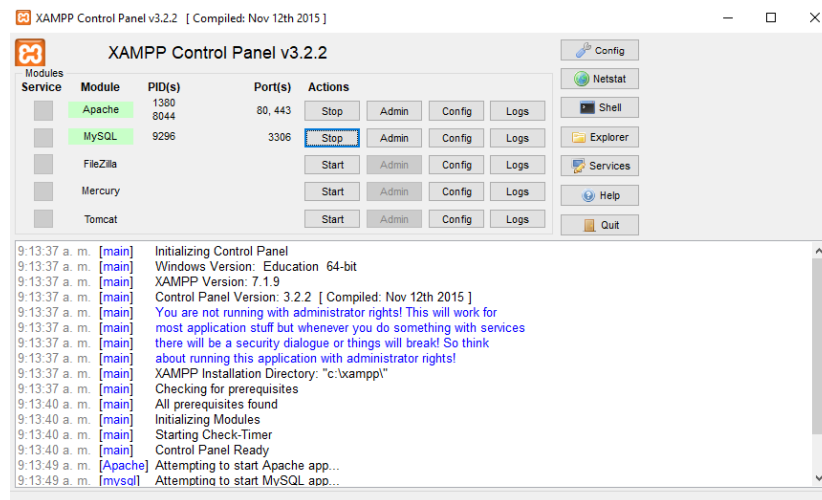 XAMPP Control Panel v3.2.2 [ Compiled: Nov 12th 2015 ]
XAMPP Control Panel v3.2.2
Config
Modules
Service Module PID(s) Port(s) Actions
Netstat
Apache 1380 8044 80, 443 Stop Admin Config Logs
Shell
MySQL 9296 3306 Stop Admin Config Logs
Explorer
FileZilla Start Admin Config Logs
Services
Mercury Start Admin Config Logs
Help
Tomcat Start Admin Config Logs
Quit
9:13:37 a. m. [main] Initializing Control Panel
9:13:37 a. m. [main] Windows Version: Education 64-bit
9:13:37 a. m. [main] XAMPP Version: 7.1.9
9:13:37 a. m. [main] Control Panel Version: 3.2.2 [ Compiled: Nov 12th 2015 ]
9:13:37 a. m. [main] You are not running with administrator rights! This will work for
9:13:37 a. m. [main] most application stuff but whenever you do something with services
9:13:37 a. m. [main] there will be a security dialogue or things will break! So think
9:13:37 a. m. [main] about running this application with administrator rights!
9:13:37 a. m. [main] XAMPP Installation Directory: "c:\xampp\"
9:13:37 a. m. [main] Checking for prerequisites
9:13:40 a. m. [main] All prerequisites found
9:13:40 a. m. [main] Initializing Modules
9:13:40 a. m. [main] Starting Check-Timer
9:13:40 a. m. [main] Control Panel Ready
9:13:49 a. m. [Apache] Attempting to start Apache app...
9:13:49 a. m. [mysql] Attempting to start MySQL app...